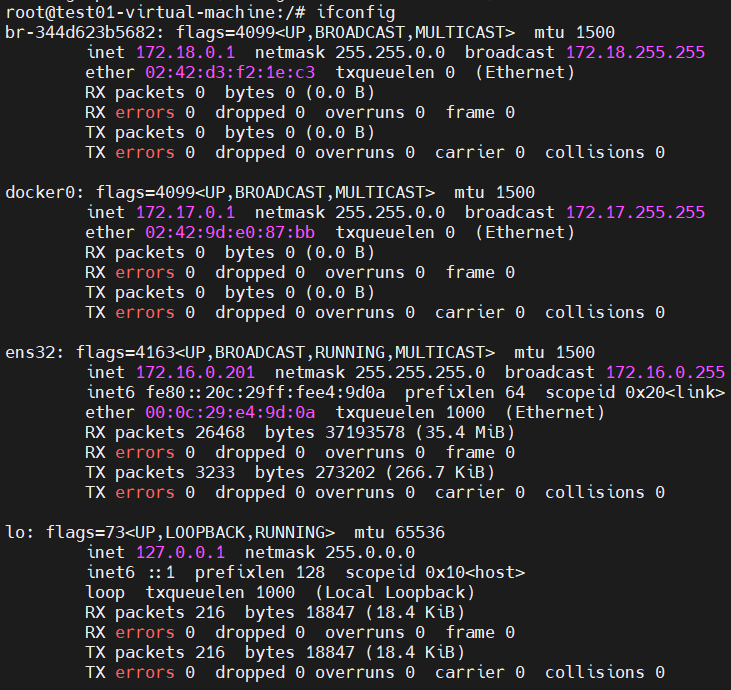 root@test01-virtual-machine:/# ifconfig
br-344d623b5682: flags=4099<UP,BROADCAST,MULTICAST>  mtu 1500
        inet 172.18.0.1  netmask 255.255.0.0  broadcast 172.18.255.255
        ether 02:42:d3:f2:1e:c3  txqueuelen 0  (Ethernet)
        RX packets 0  bytes 0 (0.0 B)
        RX errors 0  dropped 0  overruns 0  frame 0
        TX packets 0  bytes 0 (0.0 B)
        TX errors 0  dropped 0 overruns 0  carrier 0  collisions 0

docker0: flags=4099<UP,BROADCAST,MULTICAST>  mtu 1500
        inet 172.17.0.1  netmask 255.255.0.0  broadcast 172.17.255.255
        ether 02:42:9d:e0:87:bb  txqueuelen 0  (Ethernet)
        RX packets 0  bytes 0 (0.0 B)
        RX errors 0  dropped 0  overruns 0  frame 0
        TX packets 0  bytes 0 (0.0 B)
        TX errors 0  dropped 0 overruns 0  carrier 0  collisions 0

ens32: flags=4163<UP,BROADCAST,RUNNING,MULTICAST>  mtu 1500
        inet 172.16.0.201  netmask 255.255.255.0  broadcast 172.16.0.255
        inet6 fe80::20c:29ff:fee4:9d0a  prefixlen 64  scopeid 0x20<link>
        ether 00:0c:29:e4:9d:0a  txqueuelen 1000  (Ethernet)
        RX packets 26468  bytes 37193578 (35.4 MiB)
        RX errors 0  dropped 0  overruns 0  frame 0
        TX packets 3233  bytes 273202 (266.7 KiB)
        TX errors 0  dropped 0 overruns 0  carrier 0  collisions 0

lo: flags=73<UP,LOOPBACK,RUNNING>  mtu 65536
        inet 127.0.0.1  netmask 255.0.0.0
        inet6 ::1  prefixlen 128  scopeid 0x10<host>
        loop  txqueuelen 1000  (Local Loopback)
        RX packets 216  bytes 18847 (18.4 KiB)
        RX errors 0  dropped 0  overruns 0  frame 0
        TX packets 216  bytes 18847 (18.4 KiB)
        TX errors 0  dropped 0 overruns 0  carrier 0  collisions 0